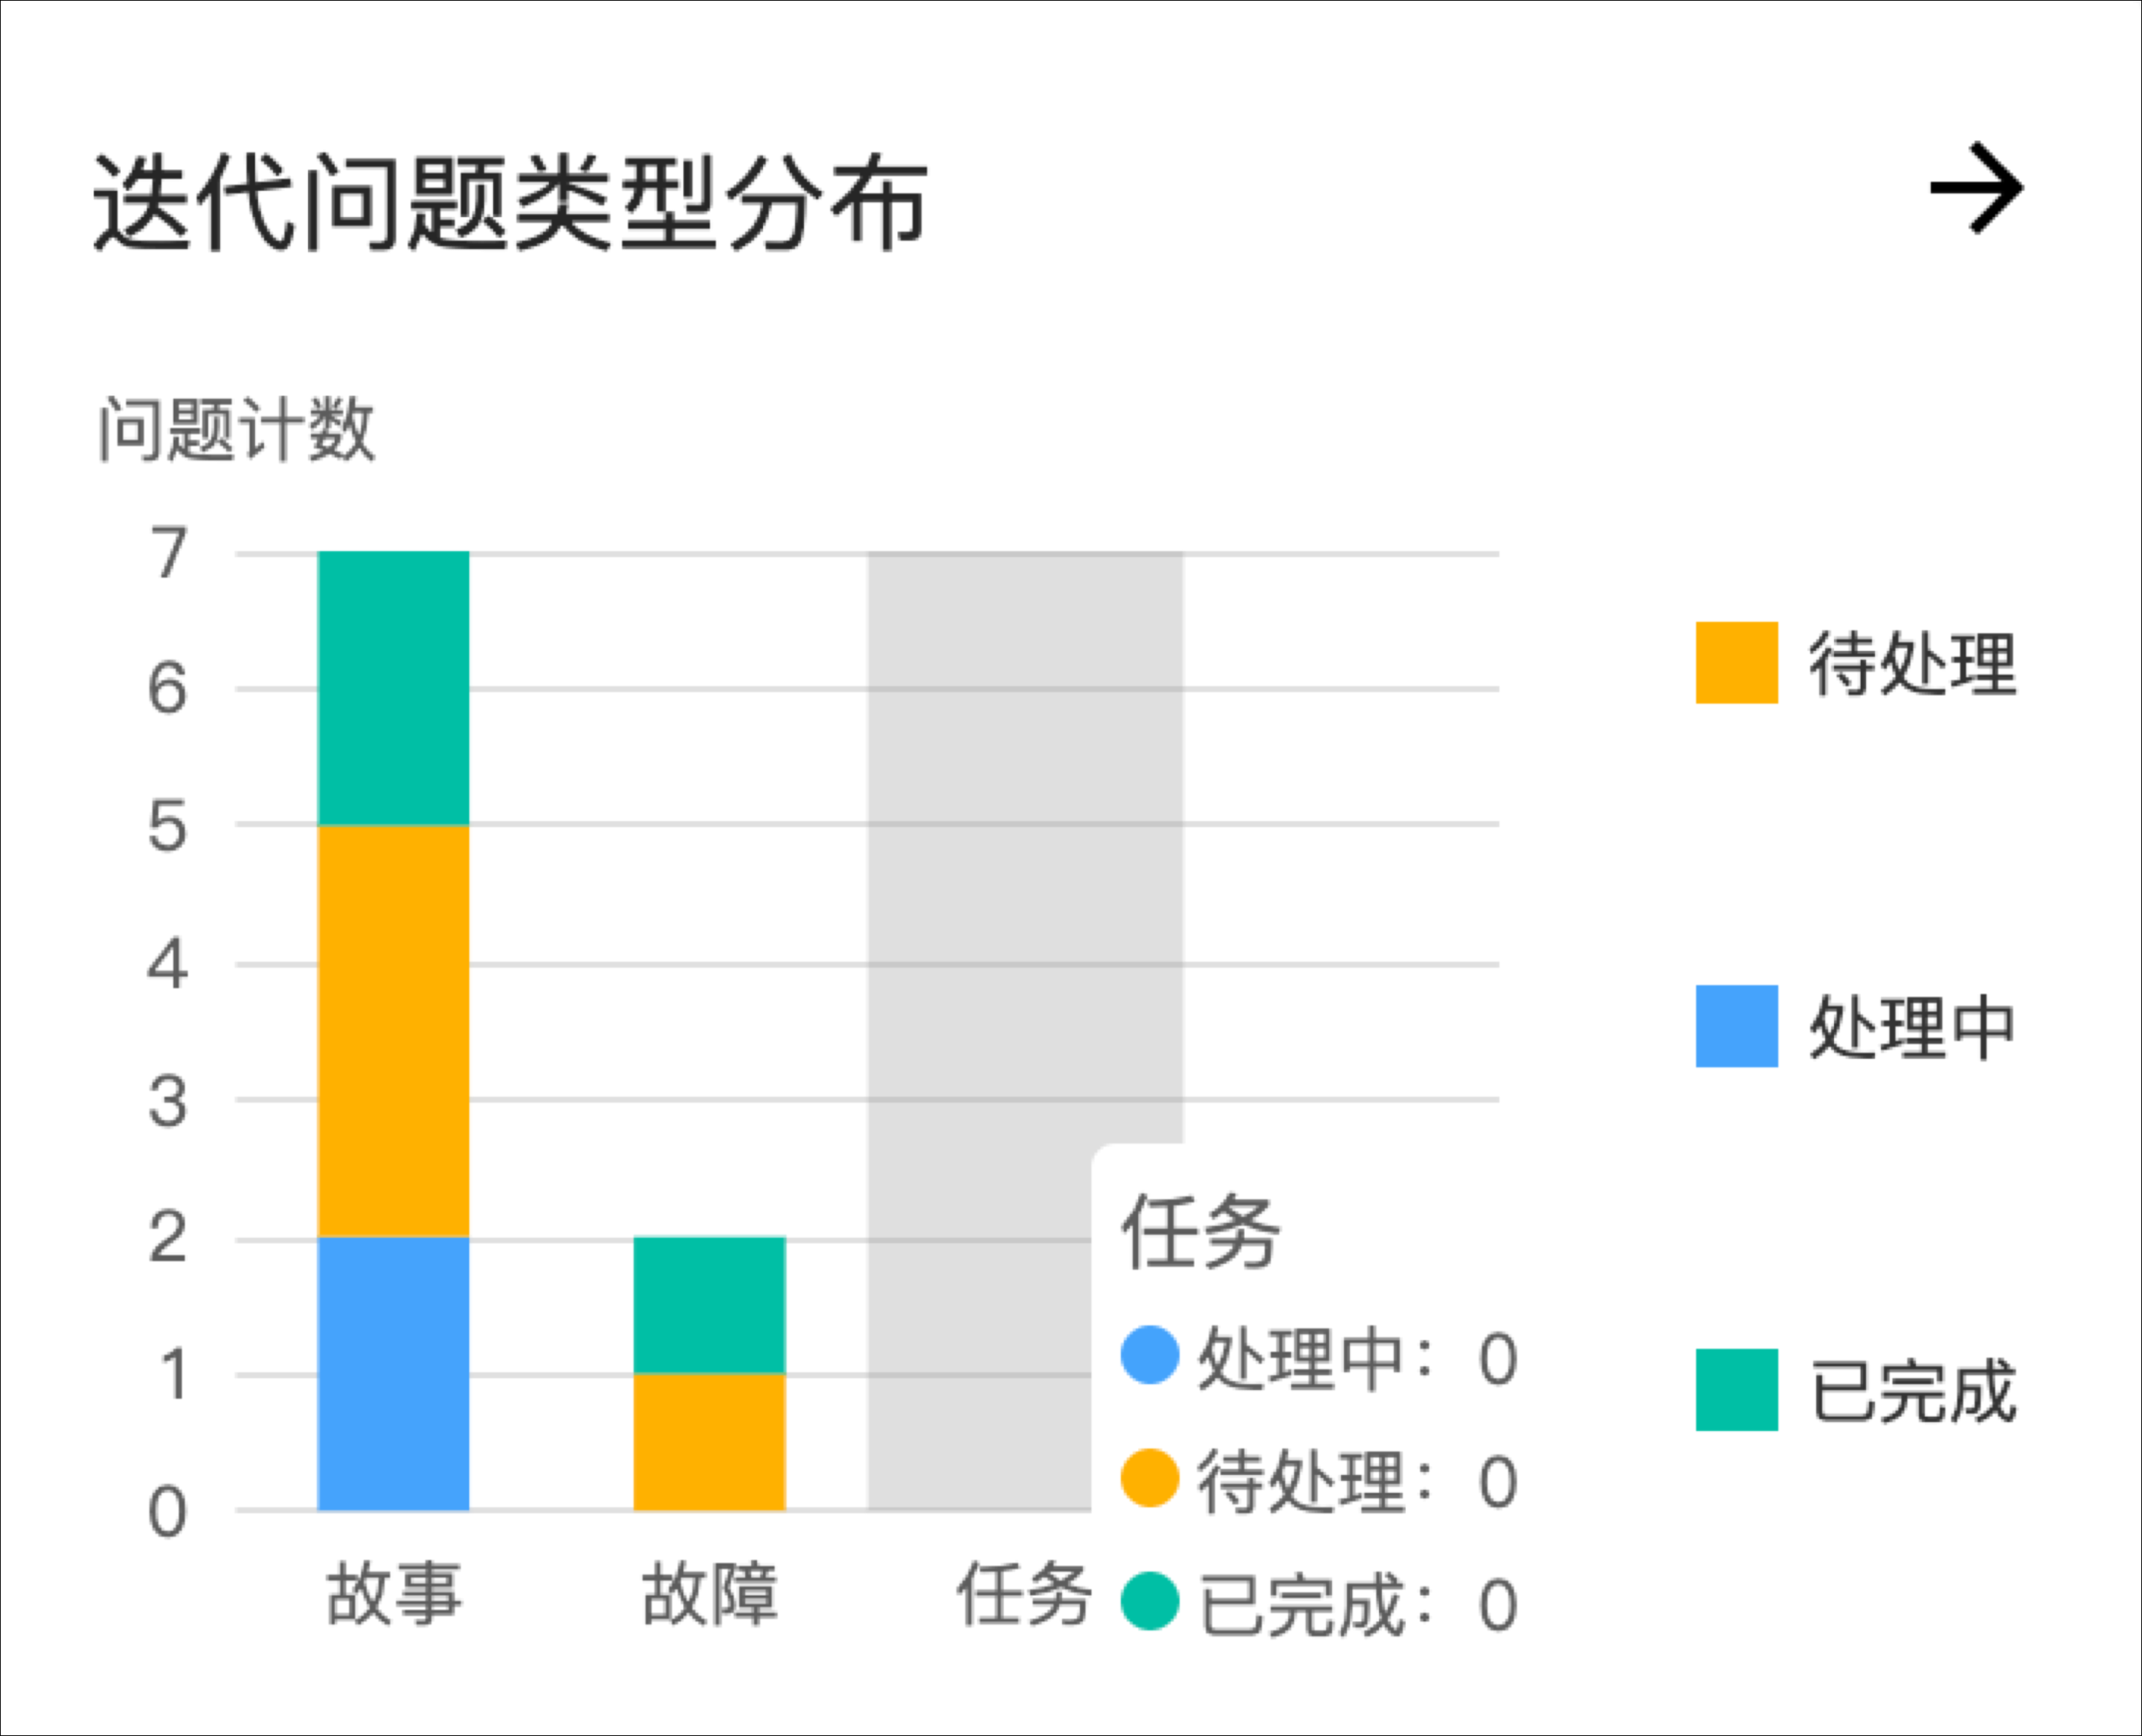 迭代问题类型分布
问题计数
7
6
5
4
3
2
1
0
故事
故障
任务
任务
处理中： 0
待处理： 0
已完成： 0
待处理
处理中
已完成